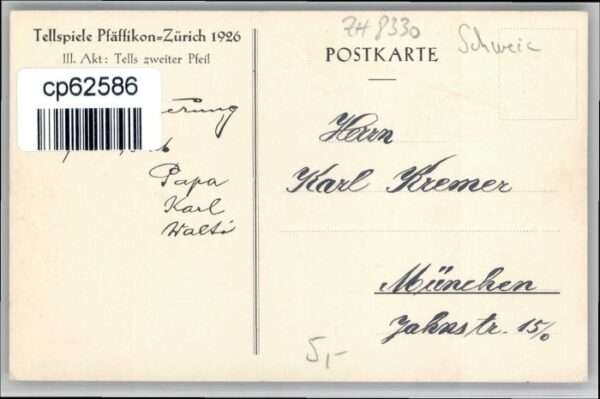 Tellspiele Pfäffikon=Zürich 1926
III. Akt: Tells zweiter Pfeil
cp62586
Papa
Karl
Walti
ZH 8330
Schweiz
POSTKARTE
Herrn
Karl Kremer
München
Jahnstr. 15/0
5,-